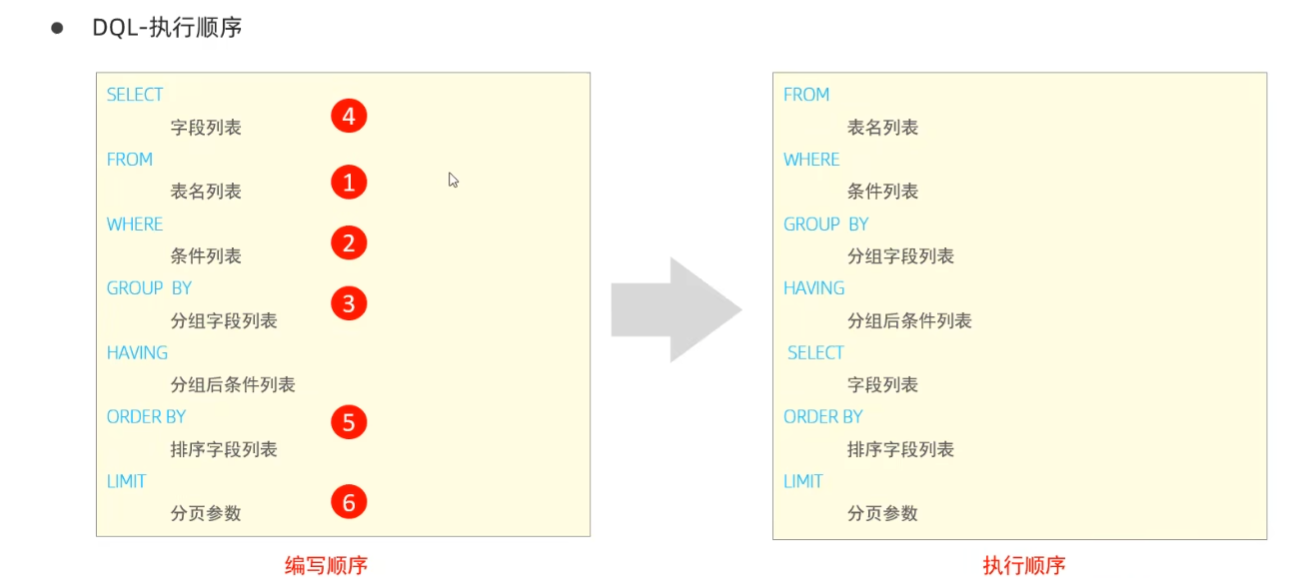 DQL-执行顺序
SELECT
字段列表
4
FROM
表名列表
1
WHERE
条件列表
2
GROUP BY
分组字段列表
3
HAVING
分组后条件列表
ORDER BY
排序字段列表
5
LIMIT
分页参数
6
编写顺序
FROM
表名列表
WHERE
条件列表
GROUP BY
分组字段列表
HAVING
分组后条件列表
SELECT
字段列表
ORDER BY
排序字段列表
LIMIT
分页参数
执行顺序